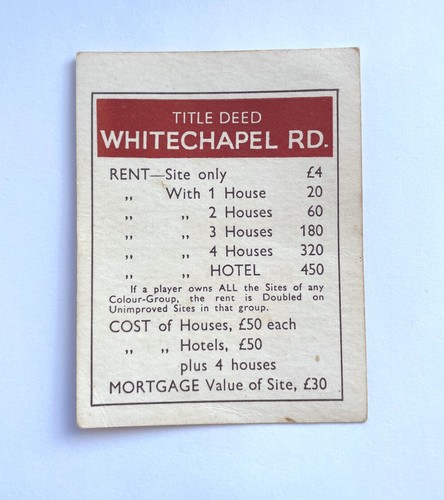 TITLE DEED
WHITECHAPEL RD.
RENT—Site only £4
„ With 1 House 20
„ „ 2 Houses 60
„ „ 3 Houses 180
„ „ 4 Houses 320
„ „ HOTEL 450
If a player owns ALL the Sites of any
Colour-Group, the rent is Doubled on
Unimproved Sites in that group.
COST of Houses, £50 each
„ „ Hotels, £50
plus 4 houses
MORTGAGE Value of Site, £30